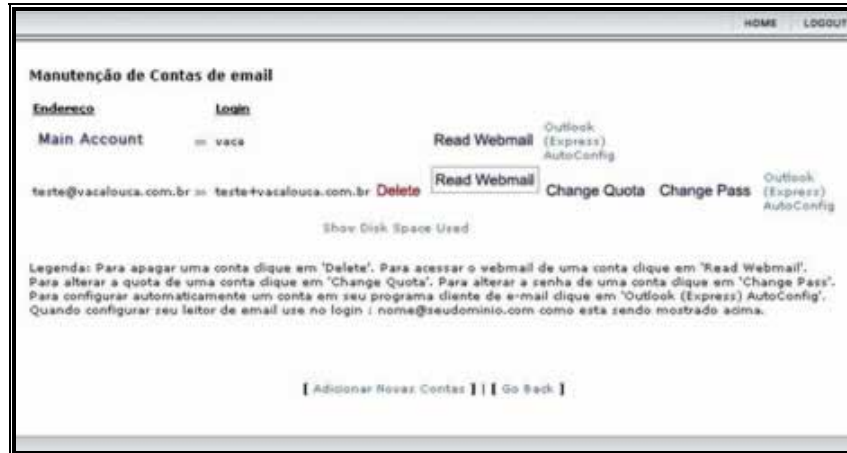 HOME LOGOUT
Manutenção de Contas de email
Endereço Login
Main Account = vaca Read Webmail Outlook (Express) AutoConfig
teste@vacalouca.com.br = teste+vacalouca.com.br Delete Read Webmail Change Quota Change Pass Outlook (Express) AutoConfig
Show Disk Space Used
Legenda: Para apagar uma conta clique em 'Delete'. Para acessar o webmail de uma conta clique em 'Read Webmail'.
Para alterar a quota de uma conta clique em 'Change Quota'. Para alterar a senha de uma conta clique em 'Change Pass'.
Para configurar automaticamente um conta em seu programa cliente de e-mail clique em 'Outlook (Express) AutoConfig'.
Quando configurar seu leitor de email use no login : nome@seudominio.com como esta sendo mostrado acima.
[ Adicionar Novas Contas ] | [ Go Back ]